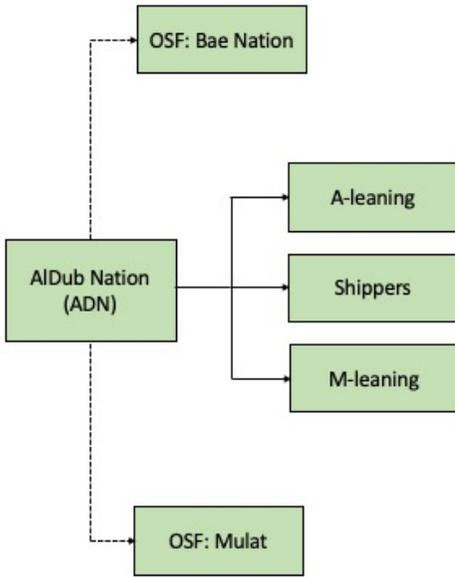 OSF: Bae Nation
A-leaning
AlDub Nation
(ADN)
Shippers
M-leaning
OSF: Mulat